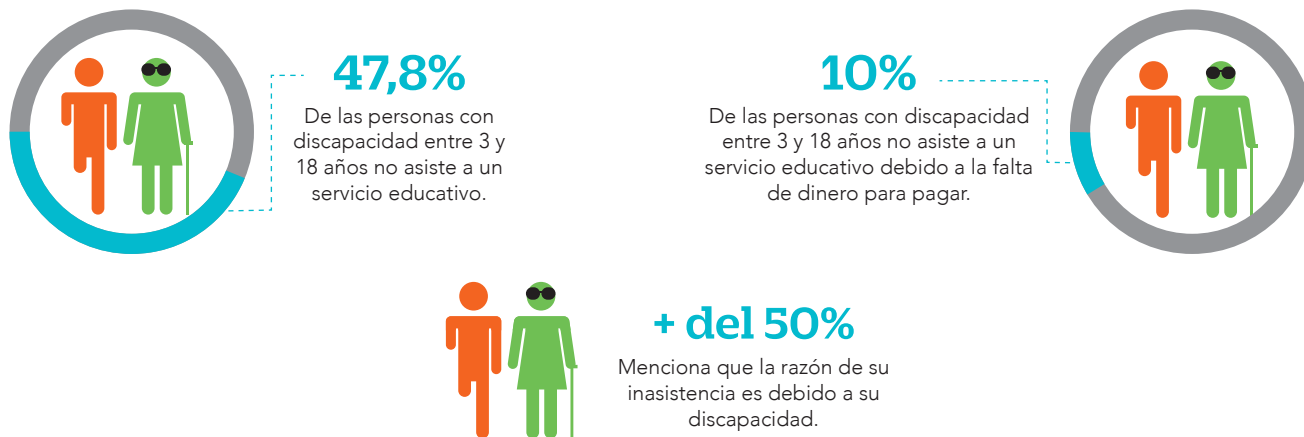 47,8%
De las personas con
discapacidad entre 3 y
18 años no asiste a un
servicio educativo.
10%
De las personas con discapacidad
entre 3 y 18 años no asiste a un
servicio educativo debido a la falta
de dinero para pagar.
+ del 50%
Menciona que la razón de su
inasistencia es debido a su
discapacidad.